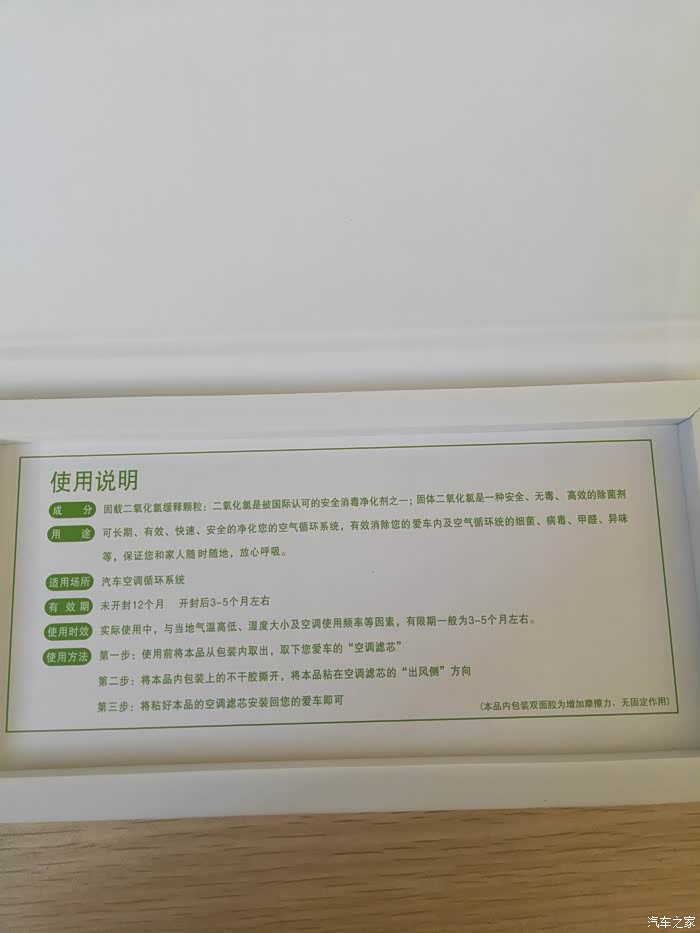 使用说明
成 分 固载二氧化氯缓释颗粒：二氧化氯是被国际认可的安全消毒净化剂之一；固体二氧化氯是一种安全、无毒、高效的除菌剂
用 途 可长期、有效、快速、安全的净化您的空气循环系统，有效消除您的爱车内及空气循环统的细菌、病毒、甲醛、异味
等，保证您和家人随时随地，放心呼吸。
适用场所 汽车空调循环系统
有 效 期 未开封12个月 开封后3-5个月左右
使用时效 实际使用中，与当地气温高低、湿度大小及空调使用频率等因素，有限期一般为3-5个月左右。
使用方法 第一步：使用前将本品从包装内取出，取下您爱车的“空调滤芯”
第二步：将本品内包装上的不干胶撕开，将本品粘在空调滤芯的“出风侧”方向
第三步：将粘好本品的空调滤芯安装回您的爱车即可
(本品内包装双面胶为增加摩擦力，无固定作用)
汽车之家